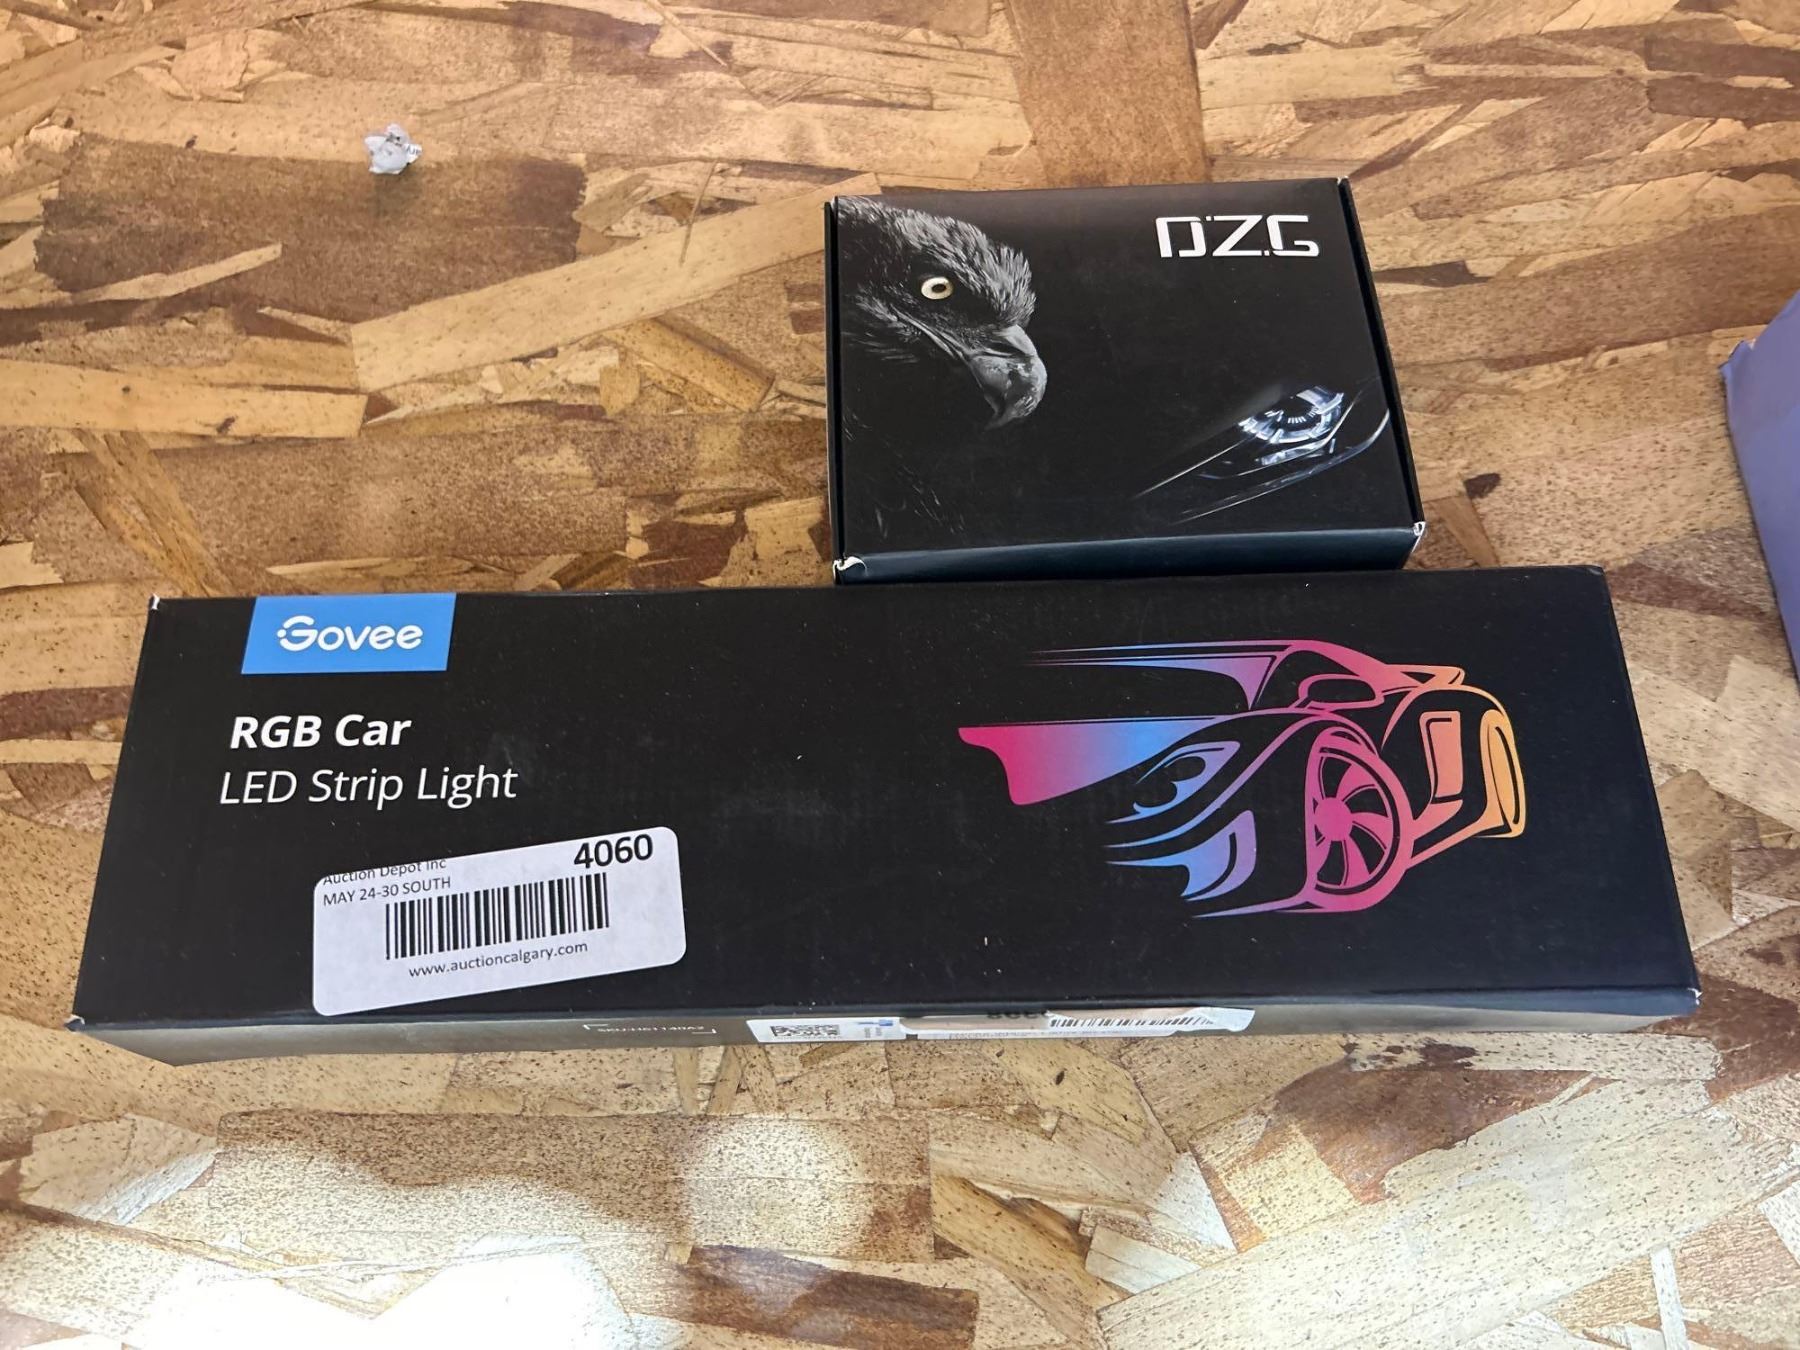 DZG
Govee
RGB Car
LED Strip Light
4060
Auction Depot Inc
MAY 24-30 SOUTH
www.auctioncalgary.com